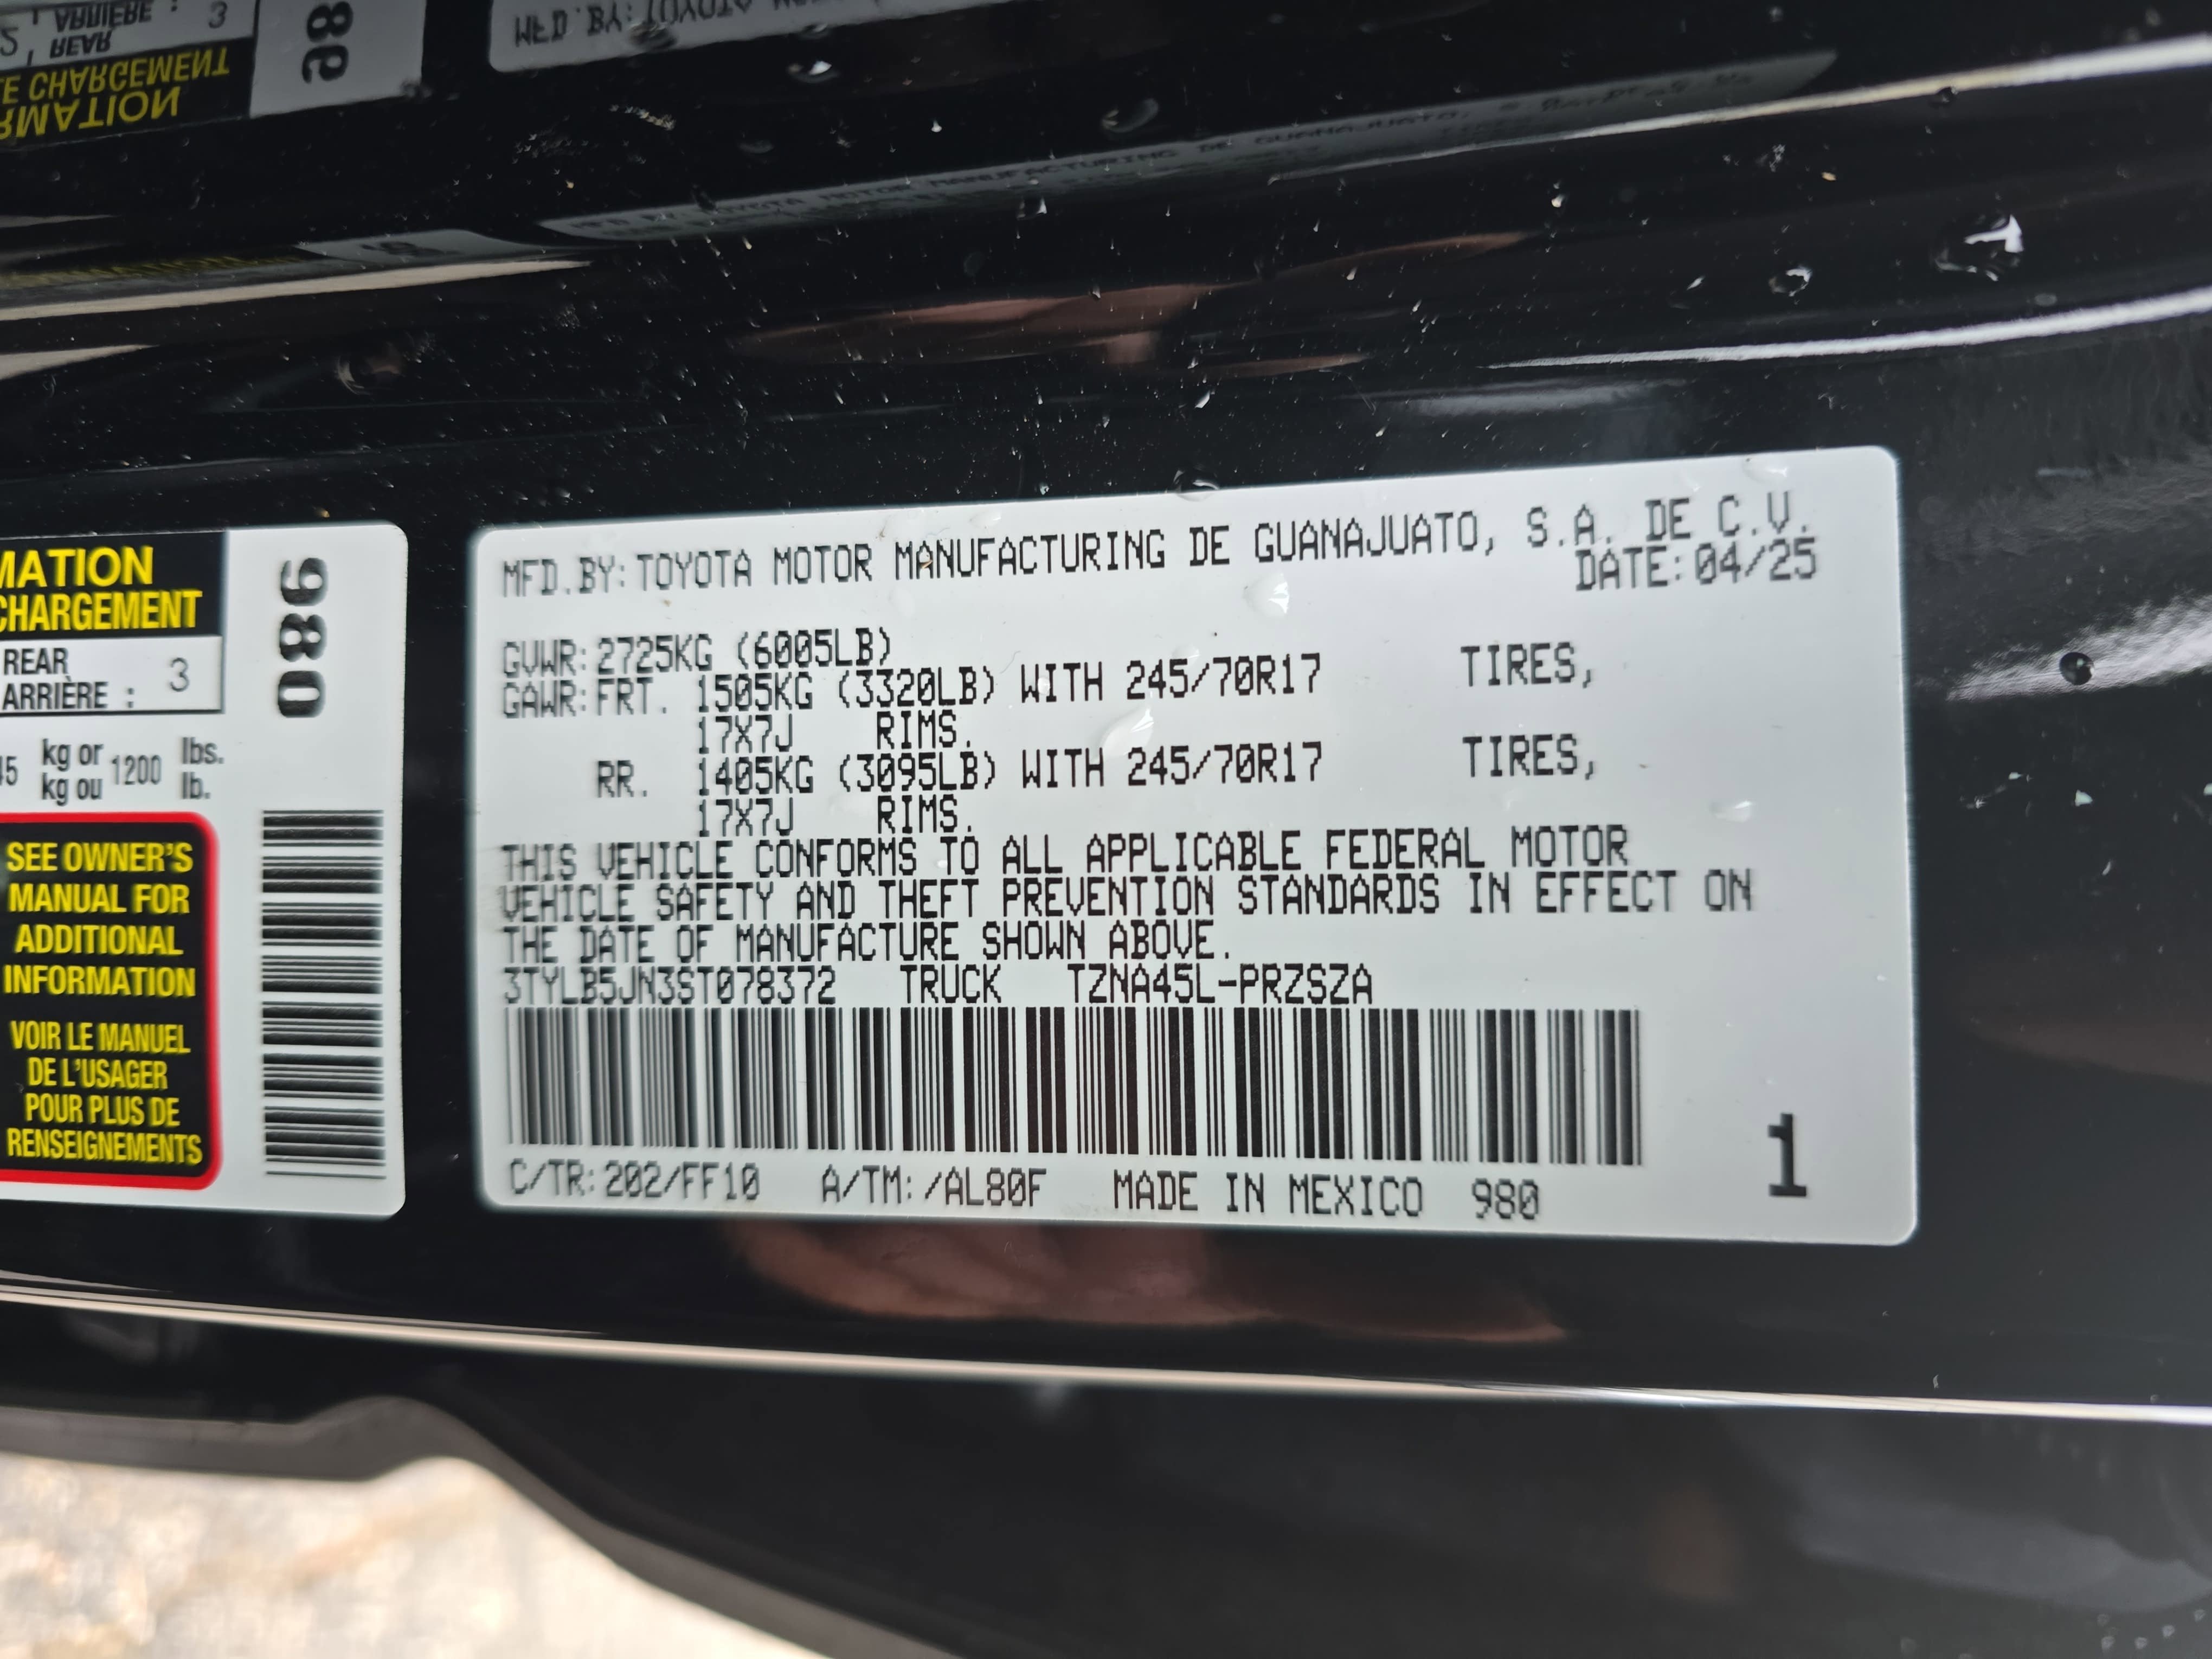 MATION
CHARGEMENT
REAR
ARRIÈRE : 3
45 kg or 1200 lbs.
kg ou lb.
SEE OWNER'S
MANUAL FOR
ADDITIONAL
INFORMATION
VOIR LE MANUEL
DE L'USAGER
POUR PLUS DE
RENSEIGNEMENTS
980
MFD.BY:TOYOTA MOTOR MANUFACTURING DE GUANAJUATO, S.A. DE C.V.
DATE:04/25
GVWR:2725KG (6005LB)
GAWR:FRT. 1505KG (3320LB) WITH 245/70R17 TIRES,
17X7J RIMS.
RR. 1405KG (3095LB) WITH 245/70R17 TIRES,
17X7J RIMS.
THIS VEHICLE CONFORMS TO ALL APPLICABLE FEDERAL MOTOR
VEHICLE SAFETY AND THEFT PREVENTION STANDARDS IN EFFECT ON
THE DATE OF MANUFACTURE SHOWN ABOVE.
3TYLB5JN3ST078372 TRUCK TZNA45L-PRZSZA
C/TR:202/FF10 A/TM:/AL80F MADE IN MEXICO 980
1